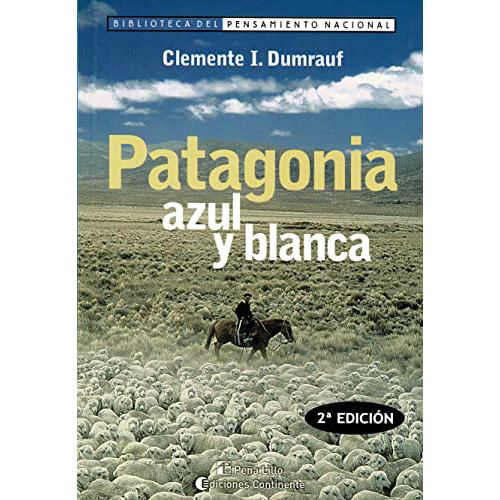 BIBLIOTECA DEL PENSAMIENTO NACIONAL
Clemente I. Dumrauf
Patagonia
azul
y blanca
2ª EDICIÓN
Peña Lillo
Ediciones Continente